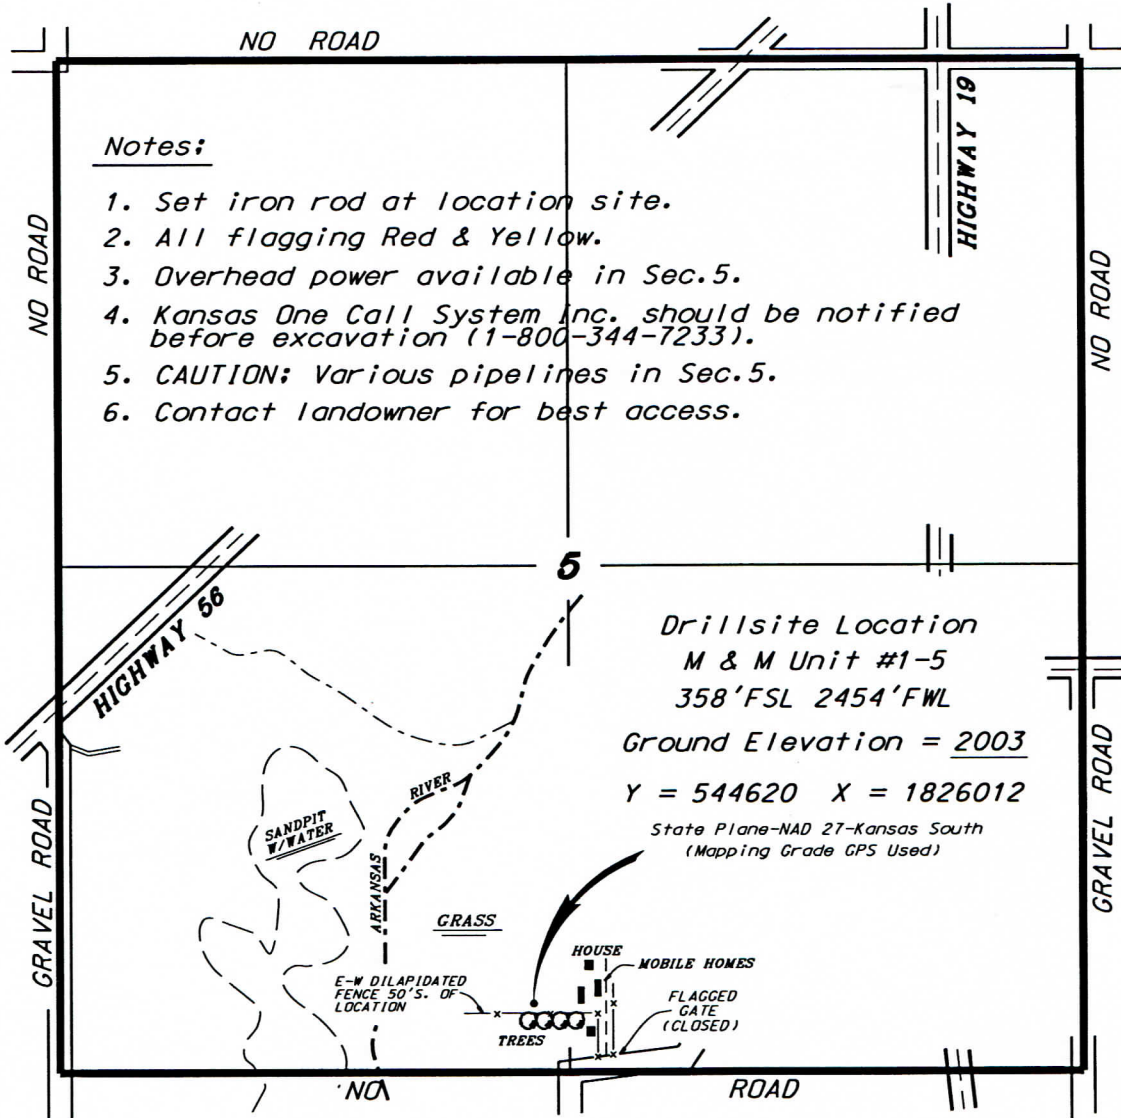 NO ROAD
NO ROAD
HIGHWAY 19
NO ROAD
Notes:
1. Set iron rod at location site.
2. All flagging Red & Yellow.
3. Overhead power available in Sec.5.
4. Kansas One Call System Inc. should be notified
before excavation (1-800-344-7233).
5. CAUTION: Various pipelines in Sec.5.
6. Contact landowner for best access.
5
HIGHWAY 56
Drillsite Location
M & M Unit #1-5
358'FSL 2454'FWL
Ground Elevation = 2003
Y = 544620 X = 1826012
State Plane-NAD 27-Kansas South
(Mapping Grade GPS Used)
GRAVEL ROAD
GRAVEL ROAD
SANDPIT
W/WATER
RIVER
ARKANSAS
GRASS
HOUSE
MOBILE HOMES
E-W DILAPIDATED
FENCE 50'S. OF
LOCATION
FLAGGED
GATE
(CLOSED)
TREES
NO
ROAD